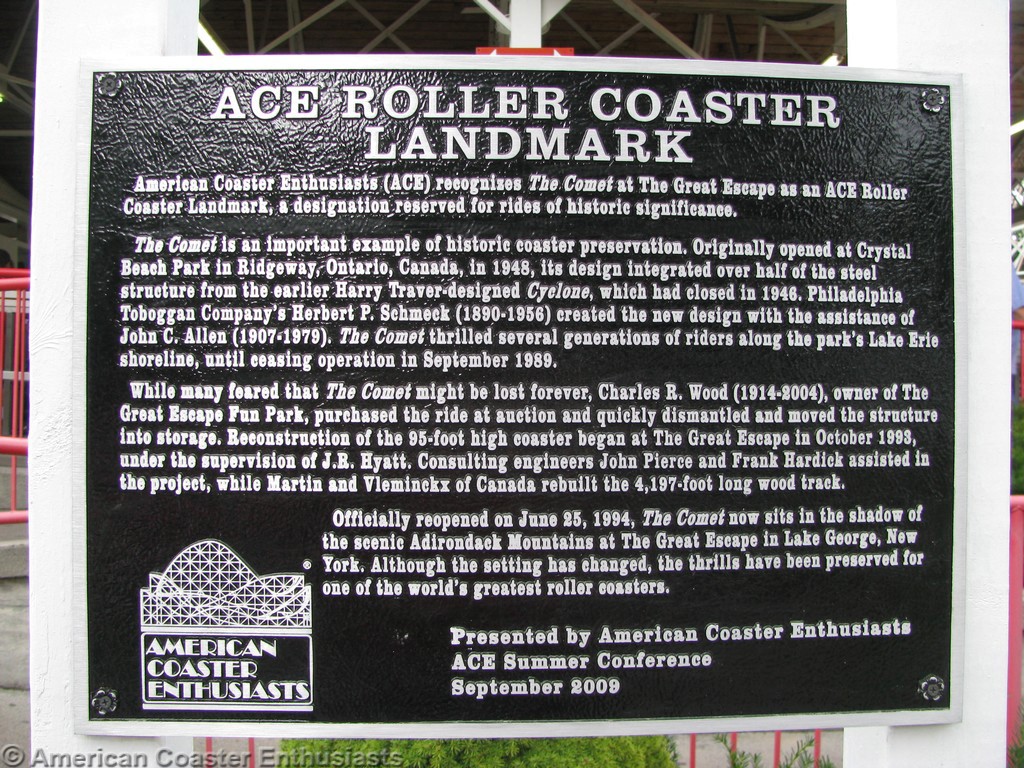 ACE ROLLER COASTER
LANDMARK
American Coaster Enthusiasts (ACE) recognizes The Comet at The Great Escape as an ACE Roller
Coaster Landmark, a designation reserved for rides of historic significance.
The Comet is an important example of historic coaster preservation. Originally opened at Crystal
Beach Park in Ridgeway, Ontario, Canada, in 1948, its design integrated over half of the steel
structure from the earlier Harry Traver-designed Cyclone, which had closed in 1946. Philadelphia
Toboggan Company's Herbert P. Schmeck (1890-1956) created the new design with the assistance of
John C. Allen (1907-1979). The Comet thrilled several generations of riders along the park's Lake Erie
shoreline, until ceasing operation in September 1989.
While many feared that The Comet might be lost forever, Charles R. Wood (1914-2004), owner of The
Great Escape Fun Park, purchased the ride at auction and quickly dismantled and moved the structure
into storage. Reconstruction of the 95-foot high coaster began at The Great Escape in October 1993,
under the supervision of J.R. Hyatt. Consulting engineers John Pierce and Frank Hardick assisted in
the project, while Martin and Vleminckx of Canada rebuilt the 4,197-foot long wood track.
Officially reopened on June 25, 1994, The Comet now sits in the shadow of
the scenic Adirondack Mountains at The Great Escape in Lake George, New
York. Although the setting has changed, the thrills have been preserved for
one of the world's greatest roller coasters.
®
AMERICAN
COASTER
ENTHUSIASTS
Presented by American Coaster Enthusiasts
ACE Summer Conference
September 2009
© American Coaster Enthusiasts